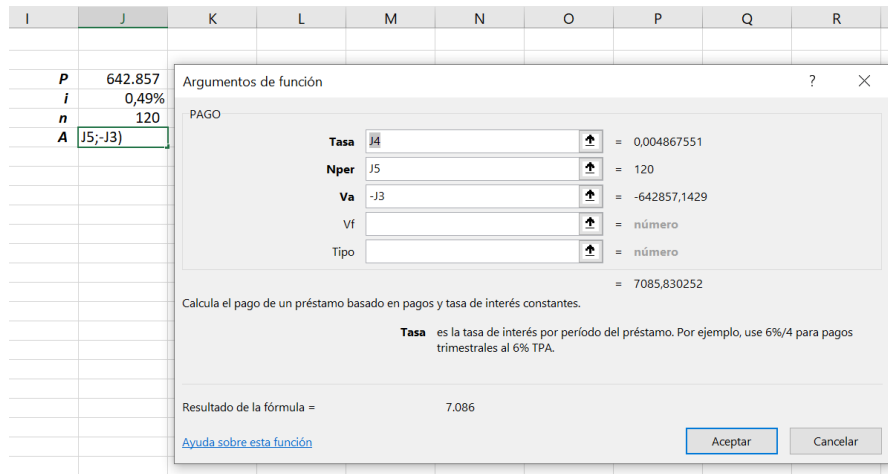 I J K L M N O P Q R
P 642.857
i 0,49%
n 120
A J5;-J3)
Argumentos de función ? ×
PAGO
Tasa J4 = 0,004867551
Nper J5 = 120
Va -J3 = -642857,1429
Vf = número
Tipo = número
= 7085,830252
Calcula el pago de un préstamo basado en pagos y tasa de interés constantes.
Tasa es la tasa de interés por período del préstamo. Por ejemplo, use 6%/4 para pagos
trimestrales al 6% TPA.
Resultado de la fórmula = 7.086
Ayuda sobre esta función Aceptar Cancelar